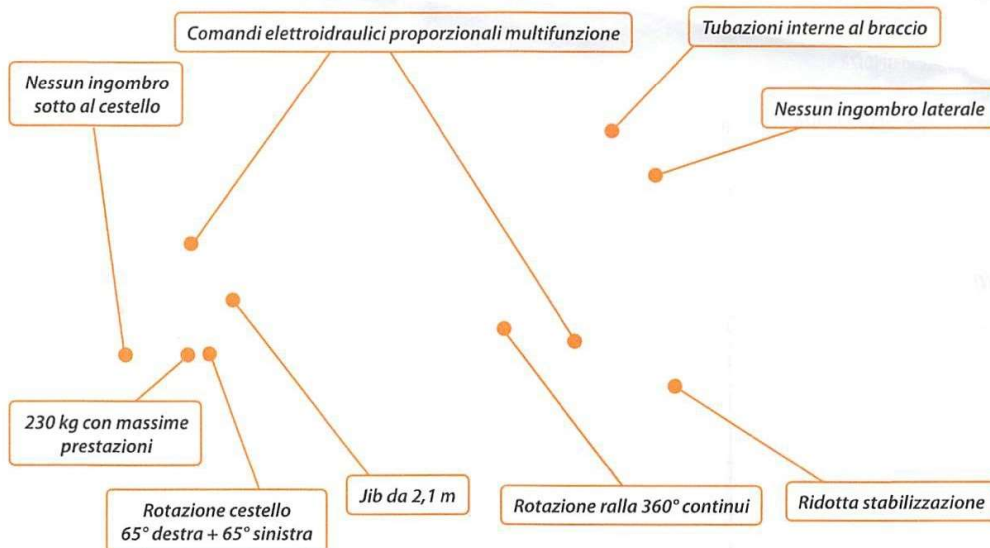 Comandi elettroidraulici proporzionali multifunzione
Tubazioni interne al braccio
Nessun ingombro
sotto al cestello
Nessun ingombro laterale
230 kg con massime
prestazioni
Rotazione cestello
65° destra + 65° sinistra
Jib da 2,1 m
Rotazione ralla 360° continui
Ridotta stabilizzazione